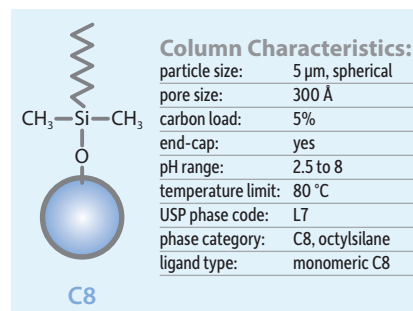 Column Characteristics:
particle size: 5 µm, spherical
pore size: 300 Å
carbon load: 5%
end-cap: yes
pH range: 2.5 to 8
temperature limit: 80 °C
USP phase code: L7
phase category: C8, octylsilane
ligand type: monomeric C8
CH₃—Si—CH₃
O
C8